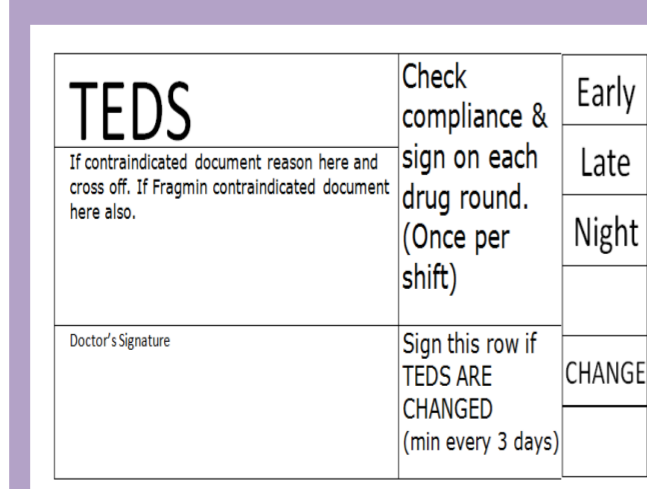 TEDS
If contraindicated document reason here and
cross off. If Fragmin contraindicated document
here also.
Check
compliance &
sign on each
drug round.
(Once per
shift)
Early
Late
Night
Doctor's Signature
Sign this row if
TEDS ARE
CHANGED
(min every 3 days)
CHANGE